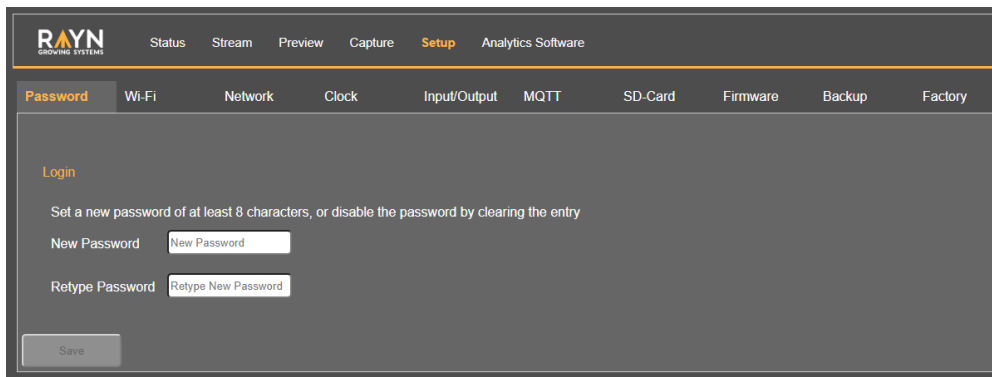 RAYN
GROWING SYSTEMS
Status Stream Preview Capture Setup Analytics Software
Password Wi-Fi Network Clock Input/Output MQTT SD-Card Firmware Backup Factory
Login
Set a new password of at least 8 characters, or disable the password by clearing the entry
New Password New Password
Retype Password Retype New Password
Save